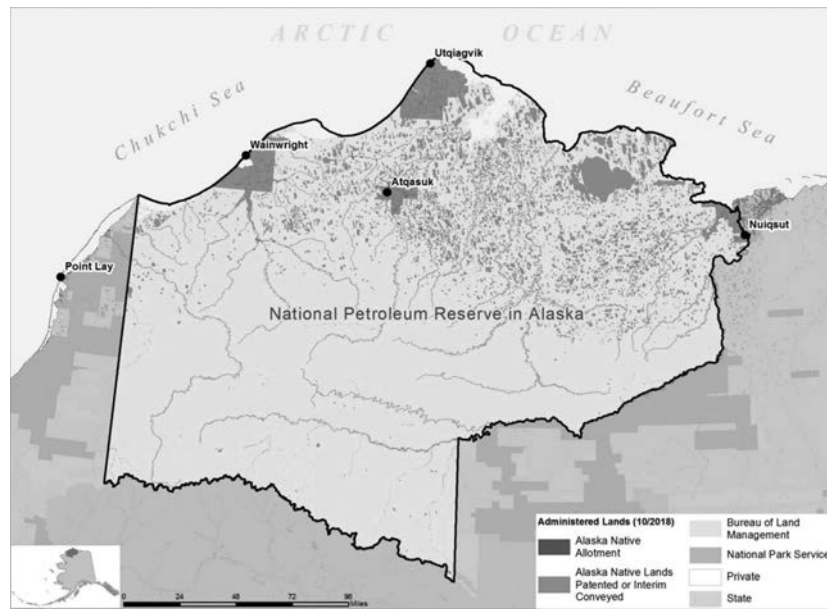 ARCTIC OCEAN
Utqiagvik
Chukchi Sea
Beaufort Sea
Wainwright
Atqasuk
Nuiqsut
Point Lay
National Petroleum Reserve in Alaska
Administered Lands (10/2018)
Alaska Native
Allotment
Alaska Native Lands
Patented or Interim
Conveyed
Bureau of Land
Management
National Park Service
Private
State
0 24 48 96
Miles